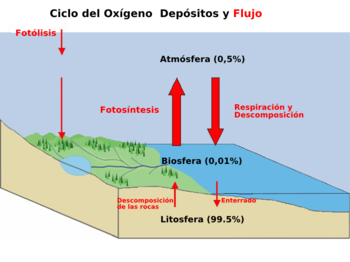 Ciclo del Oxígeno  Depósitos y Flujo
Fotólisis
Atmósfera (0,5%)
Fotosíntesis
Respiración y
Descomposición
Biosfera (0,01%)
Descomposición
de las rocas
Enterrado
Litosfera (99.5%)